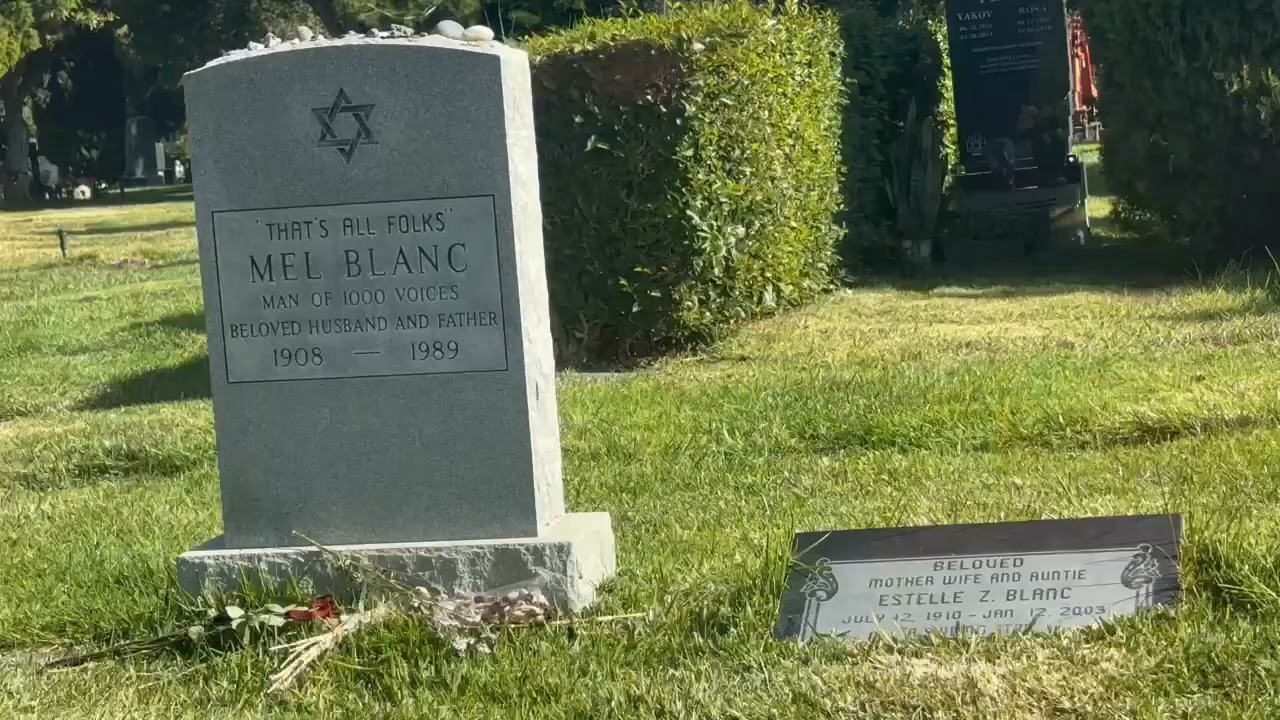 "THAT'S ALL FOLKS"
MEL BLANC
MAN OF 1000 VOICES
BELOVED HUSBAND AND FATHER
1908 — 1989
BELOVED
MOTHER WIFE AND AUNTIE
ESTELLE Z. BLANC
JULY 12, 1910 - JAN. 12, 2003
YAKOV ROSA